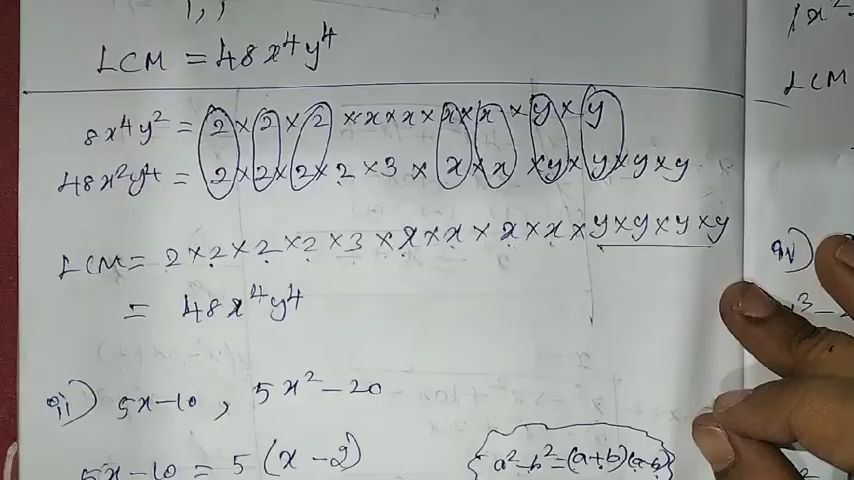 LCM = 48x⁴y⁴
8x⁴y² = 2 × 2 × 2 × x × x × x × x × y × y
48x²y⁴ = 2 × 2 × 2 × 2 × 3 × x × x × y × y × y × y
LCM = 2 × 2 × 2 × 2 × 3 × x × x × x × x × y × y × y × y
= 48x⁴y⁴
ii) 5x-10 , 5x² - 20
5x-10 = 5 (x - 2)
a²-b² = (a+b)(a-b)
LCM
iv)